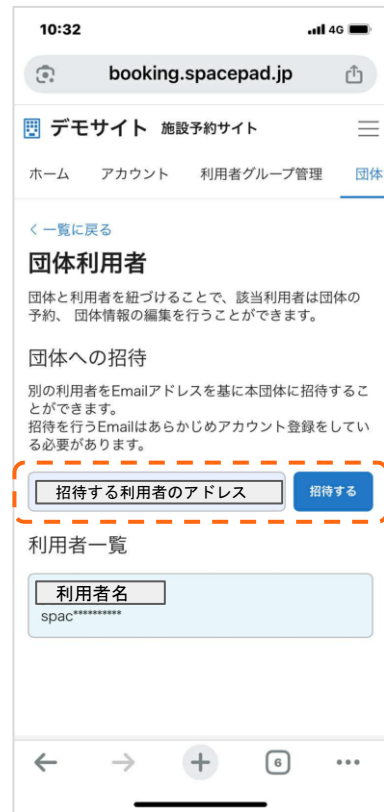 10:32
4G
booking.spacepad.jp
デモサイト 施設予約サイト
ホーム アカウント 利用者グループ管理 団体
< 一覧に戻る
団体利用者
団体と利用者を紐づけることで、該当利用者は団体の
予約、 団体情報の編集を行うことができます。
団体への招待
別の利用者をEmailアドレスを基に本団体に招待するこ
とができます。
招待を行うEmailはあらかじめアカウント登録をしてい
る必要があります。
招待する利用者のアドレス 招待する
利用者一覧
利用者名
spac**********
6